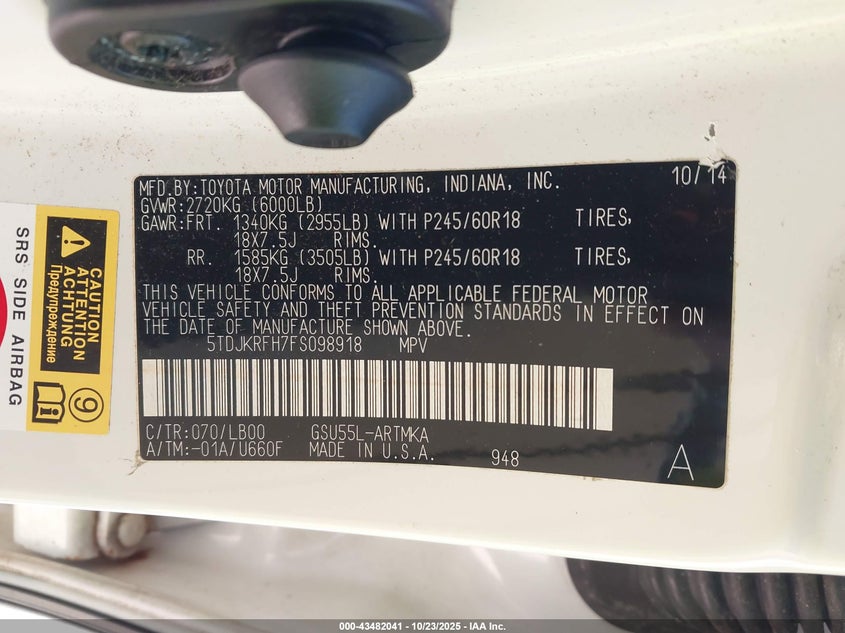 MFD.BY:TOYOTA MOTOR MANUFACTURING, INDIANA, INC. 10/14
GVWR:2720KG (6000LB)
GAWR:FRT. 1340KG (2955LB) WITH P245/60R18 TIRES,
18X7.5J RIMS.
RR. 1585KG (3505LB) WITH P245/60R18 TIRES,
18X7.5J RIMS.
THIS VEHICLE CONFORMS TO ALL APPLICABLE FEDERAL MOTOR
VEHICLE SAFETY AND THEFT PREVENTION STANDARDS IN EFFECT ON
THE DATE OF MANUFACTURE SHOWN ABOVE.
5TDJKRFH7FS098918 MPV
C/TR:070/LB00 GSU55L-ARTMKA
A/TM:-01A/U660F MADE IN U.S.A. 948 A
SRS SIDE AIRBAG
CAUTION
ATTENTION
ACHTUNG
Предупреждение
9
000-43482041 - 10/23/2025 - IAA Inc.